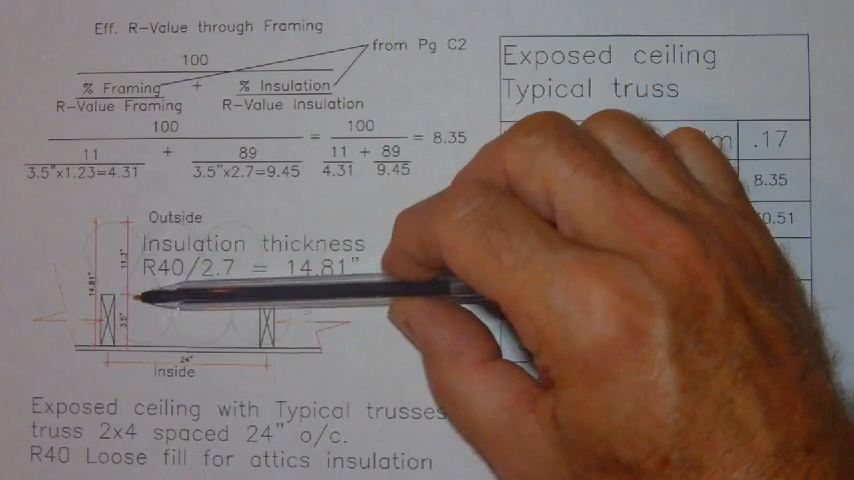 Eff. R-Value through Framing
100
from Pg C2
% Framing + % Insulation
R-Value Framing R-Value Insulation
100 = 100 = 8.35
11 + 89 11 + 89
3.5"x1.23=4.31 3.5"x2.7=9.45 4.31 9.45
Exposed ceiling
Typical truss
.17
8.35
0.51
Outside
Insulation thickness
R40/2.7 = 14.81"
14.81"
11.3"
3.5"
24"
Inside
Exposed ceiling with Typical trusses
truss 2x4 spaced 24" o/c.
R40 Loose fill for attics insulation